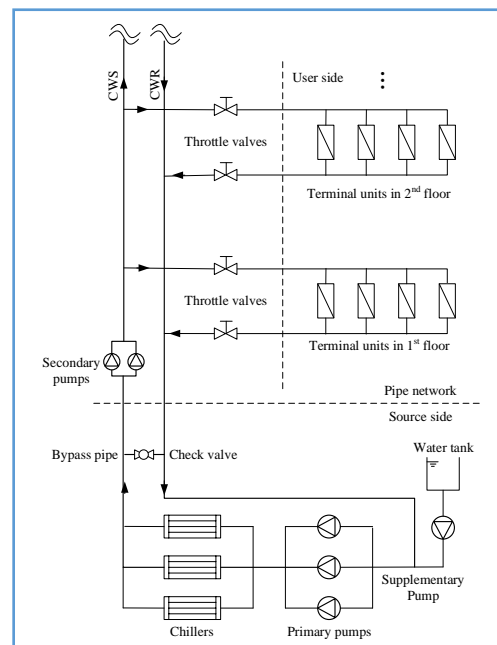 CWS
CWR
User side
Throttle valves
Terminal units in 2nd floor
Throttle valves
Terminal units in 1st floor
Secondary
pumps
Pipe network
Source side
Bypass pipe
Check valve
Water tank
Supplementary
Pump
Chillers
Primary pumps